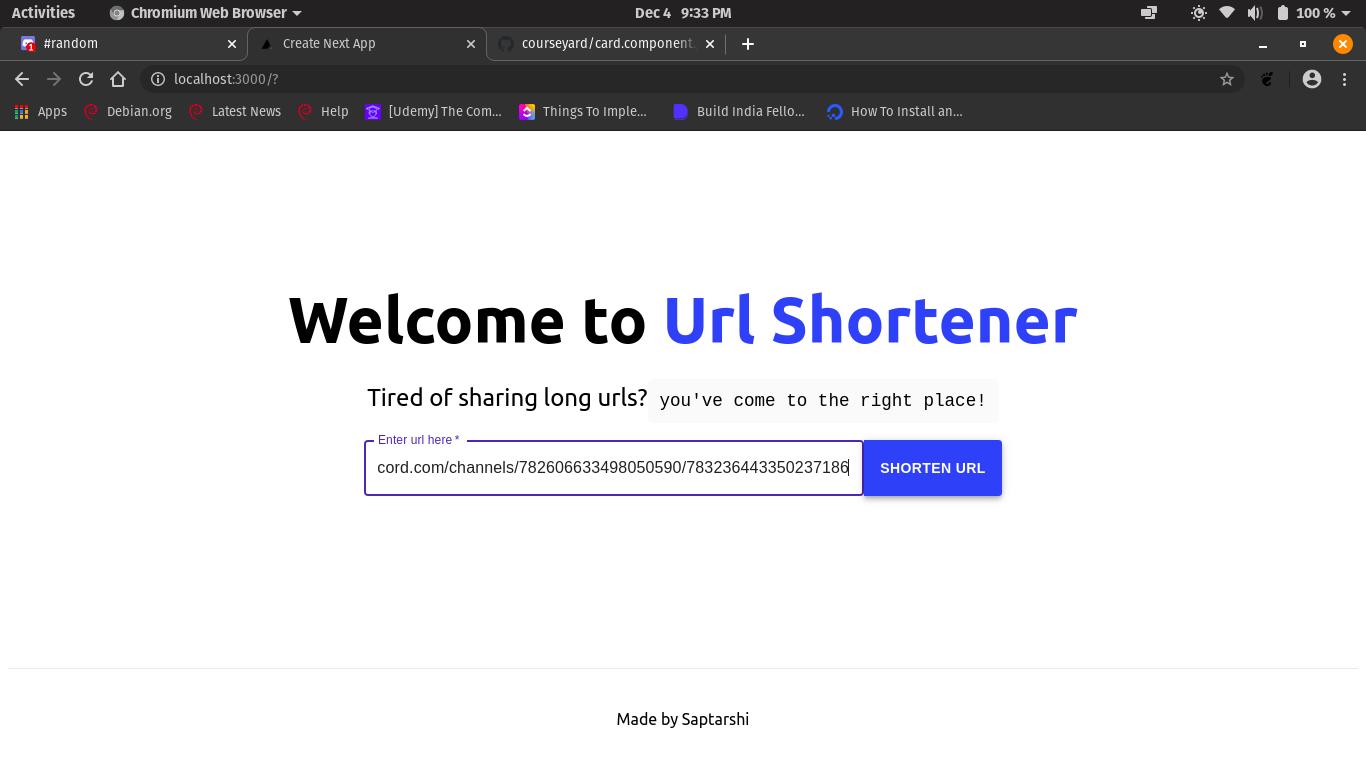 Activities Chromium Web Browser Dec 4 9:33 PM 100 %
#random Create Next App courseyard/card.component.
localhost:3000/?
Apps Debian.org Latest News Help [Udemy] The Com... Things To Imple... Build India Fello... How To Install an...
Welcome to Url Shortener
Tired of sharing long urls? you've come to the right place!
Enter url here *
cord.com/channels/782606633498050590/783236443350237186 SHORTEN URL
Made by Saptarshi